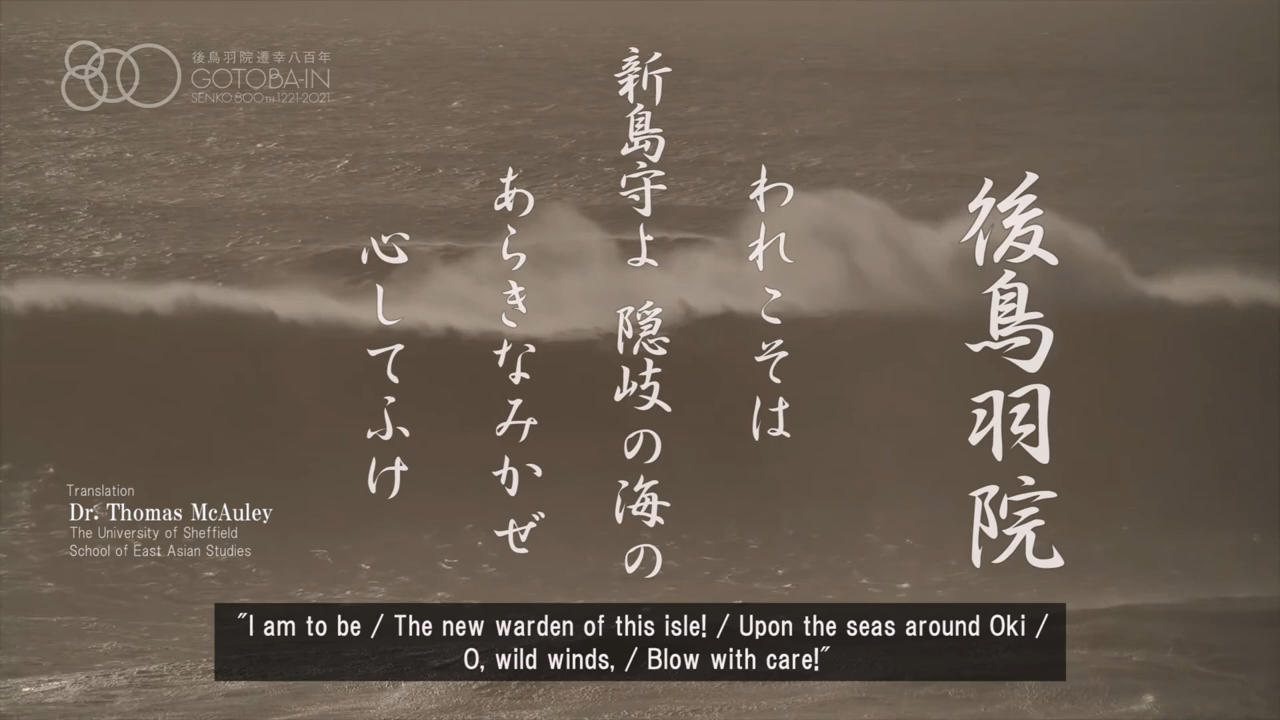 800
後鳥羽院遷幸八百年
GOTOBA-IN
SENKO 800TH 1221-2021
後鳥羽院
われこそは
新島守よ 隠岐の海の
あらきなみかぜ
心してふけ
Translation
Dr. Thomas McAuley
The University of Sheffield
School of East Asian Studies
"I am to be / The new warden of this isle! / Upon the seas around Oki /
O, wild winds, / Blow with care!"